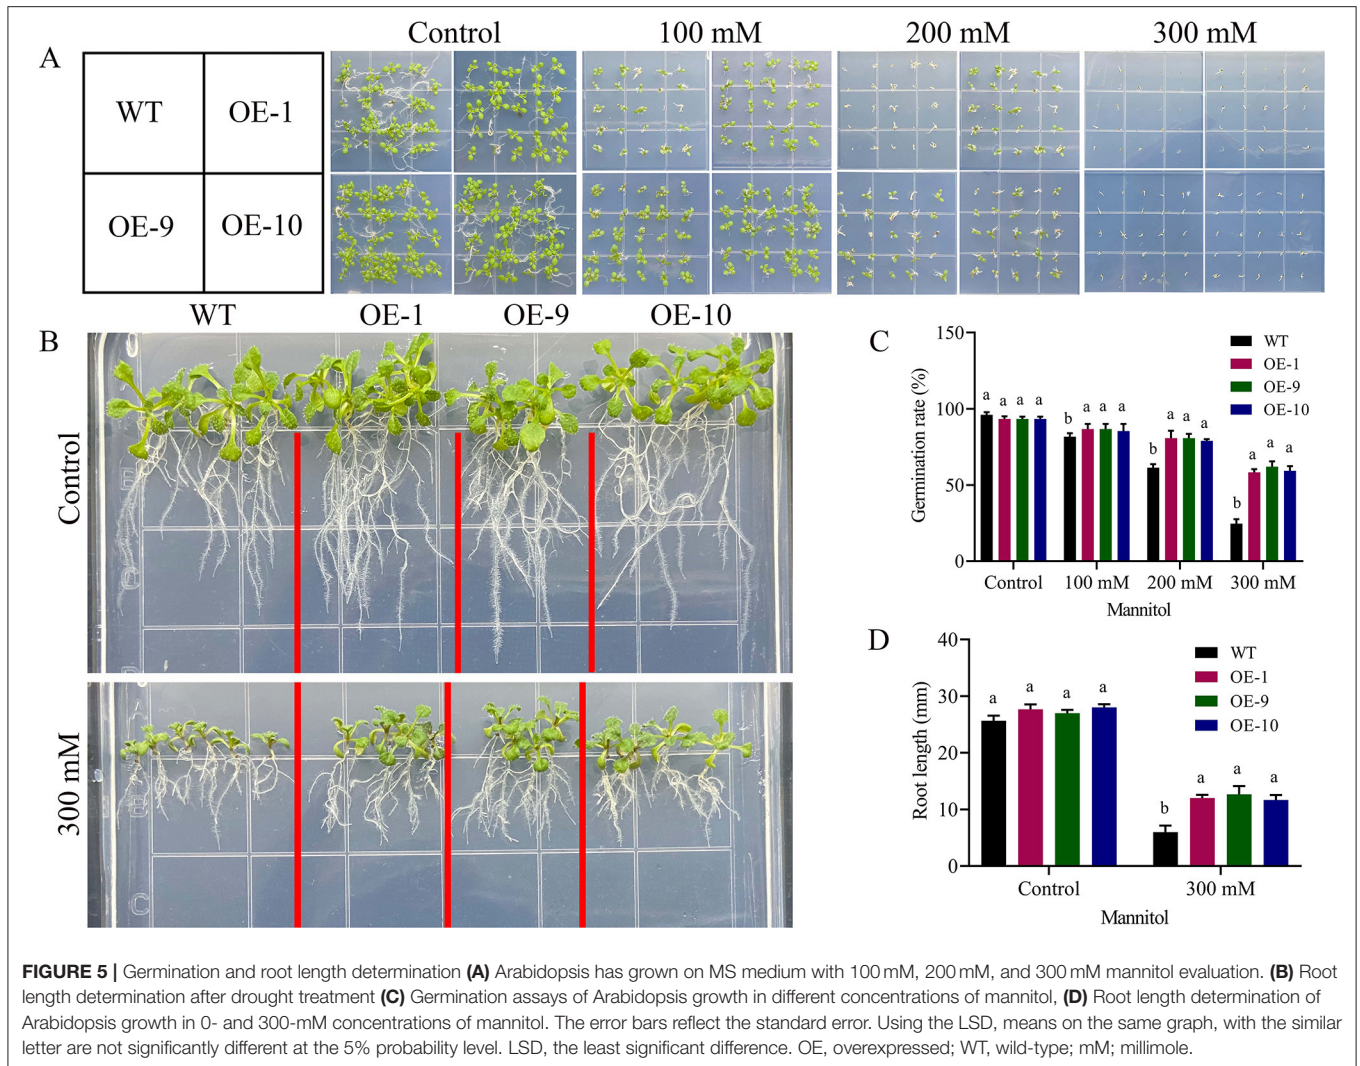 Control 100 mM 200 mM 300 mM
A
WT OE-1
OE-9 OE-10
WT OE-1 OE-9 OE-10
B
Control
300 mM
C
150
100
50
0
Germination rate (%)
WT
OE-1
OE-9
OE-10
a a a a b a a a b a a a b a a a
Control 100 mM 200 mM 300 mM
Mannitol
D
40
30
20
10
0
Root length (mm)
WT
OE-1
OE-9
OE-10
a a a a b a a a
Control 300 mM
Mannitol
FIGURE 5 | Germination and root length determination (A) Arabidopsis has grown on MS medium with 100 mM, 200 mM, and 300 mM mannitol evaluation. (B) Root
length determination after drought treatment (C) Germination assays of Arabidopsis growth in different concentrations of mannitol, (D) Root length determination of
Arabidopsis growth in 0- and 300-mM concentrations of mannitol. The error bars reflect the standard error. Using the LSD, means on the same graph, with the similar
letter are not significantly different at the 5% probability level. LSD, the least significant difference. OE, overexpressed; WT, wild-type; mM; millimole.